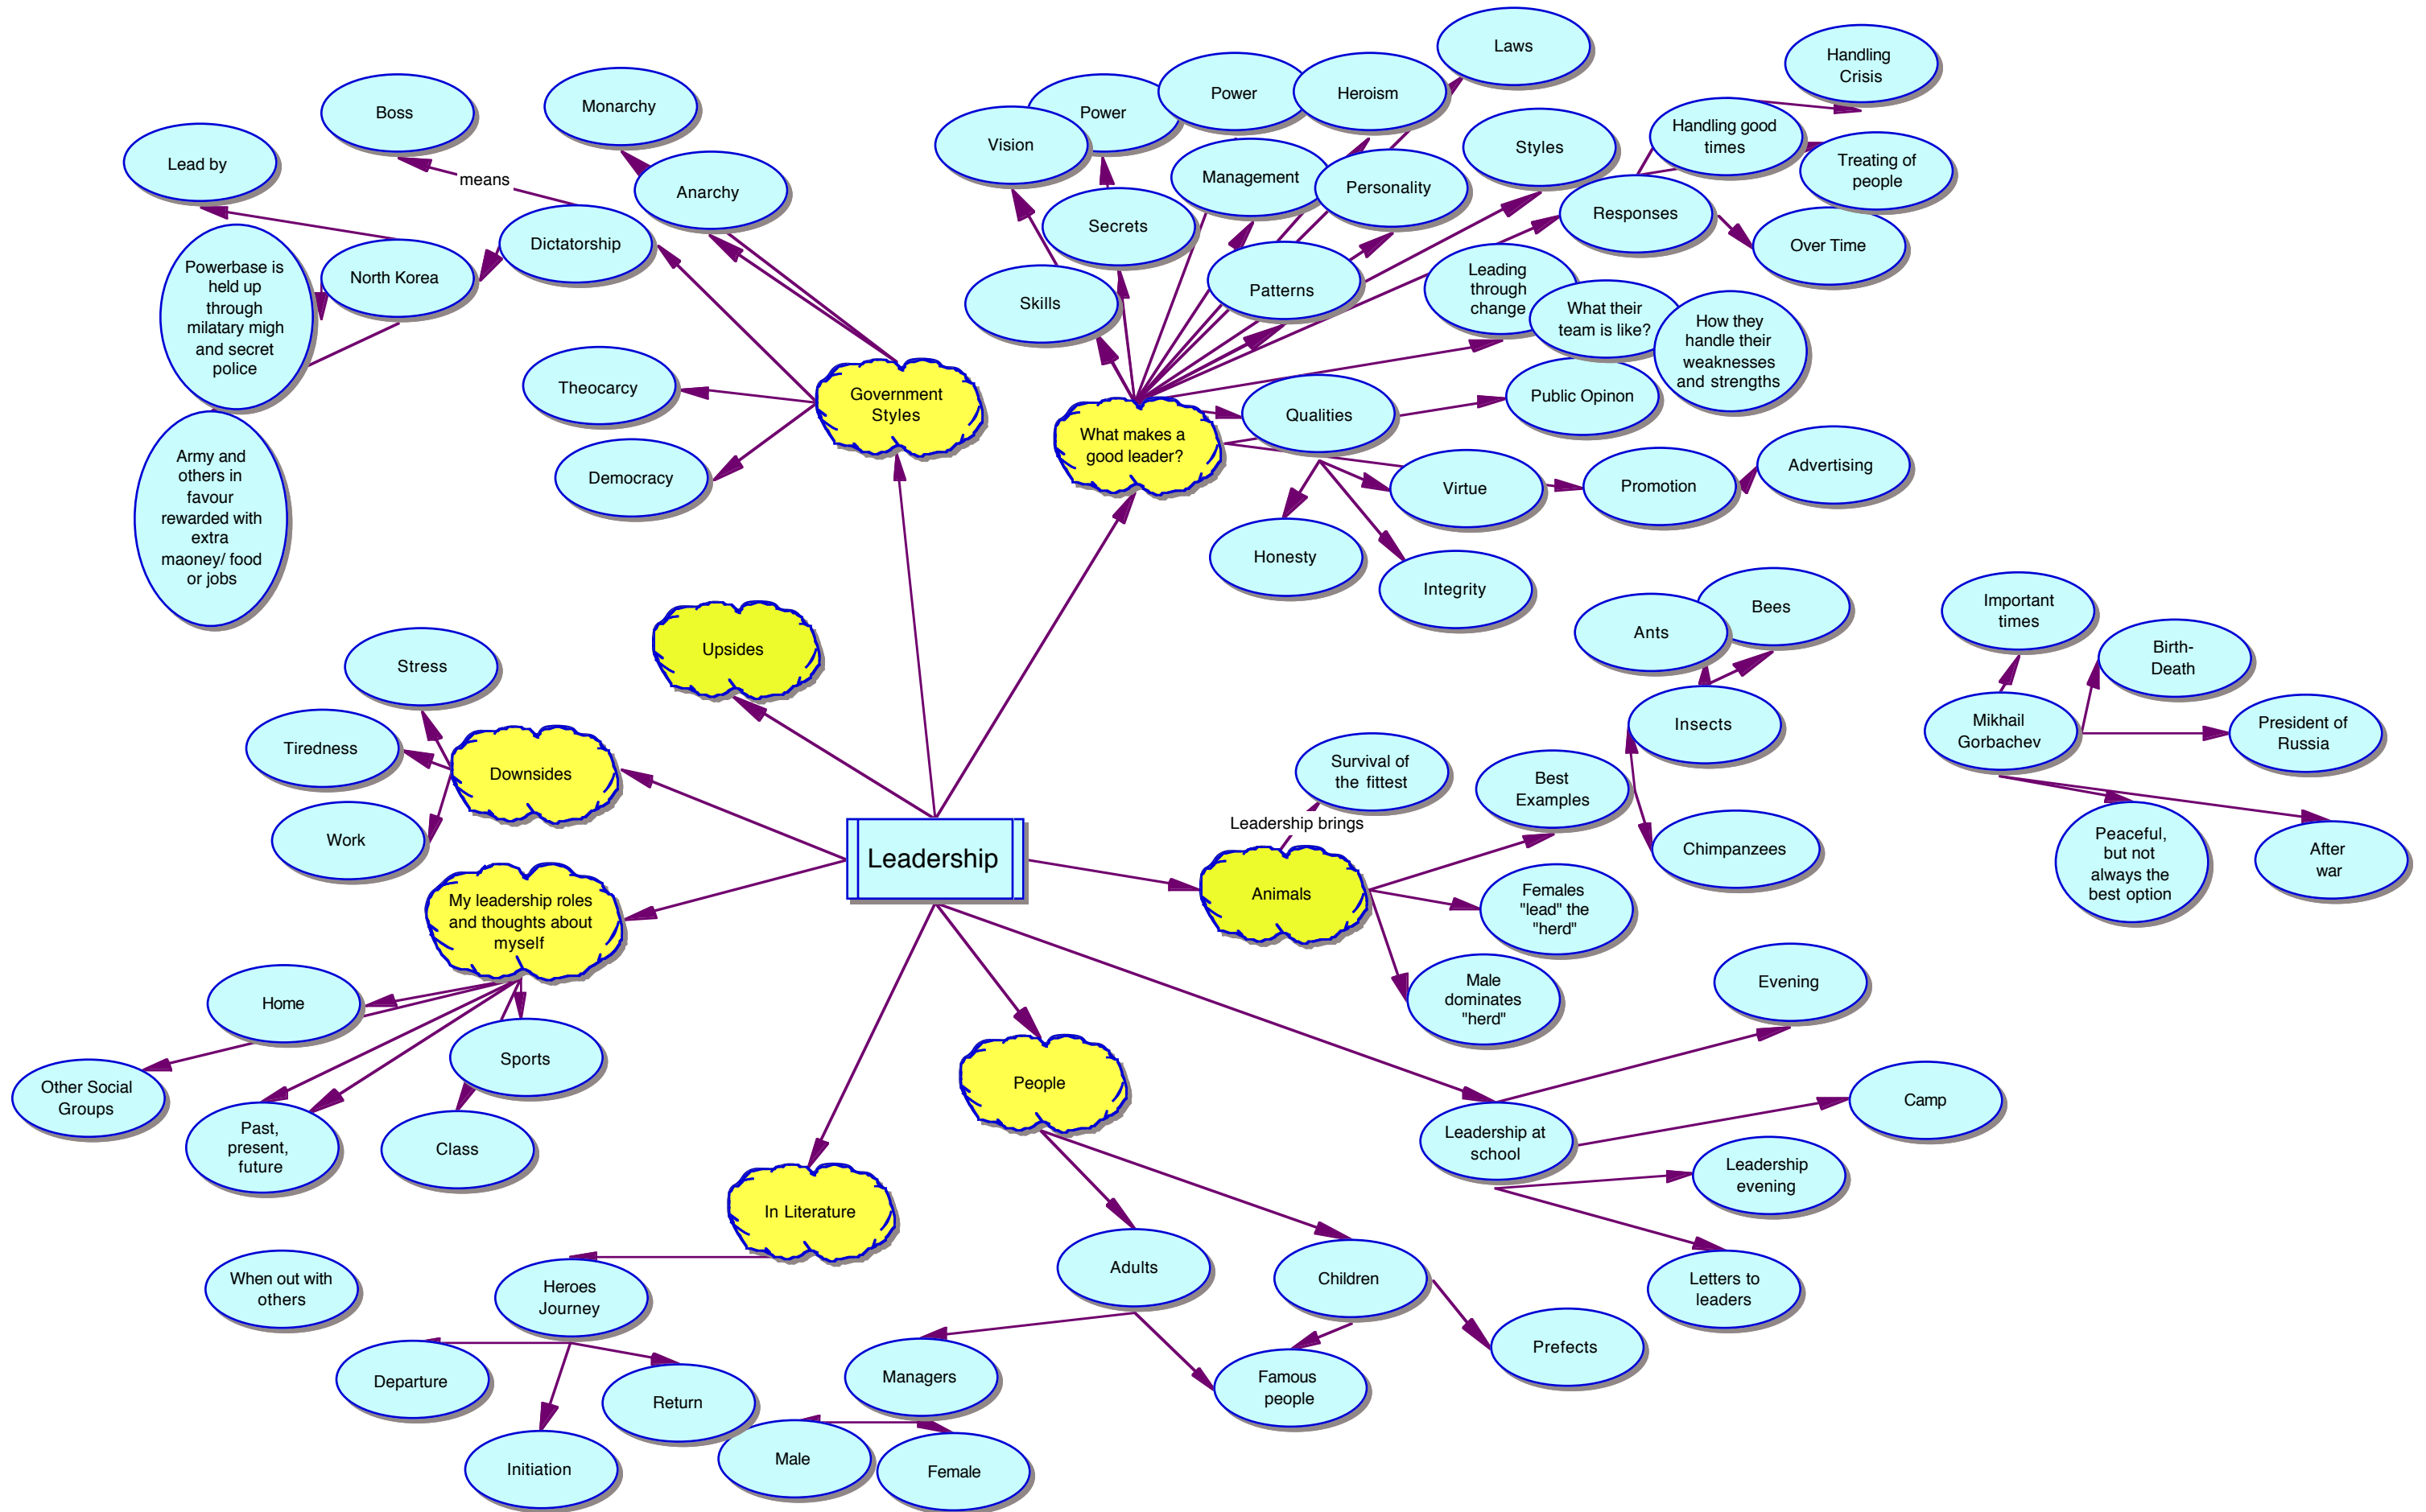 Laws
Handling
Crisis
Boss
Monarchy
Power
Power
Heroism
Lead by
means
Anarchy
Vision
Management
Personality
Styles
Handling good
times
Treating of
people
Dictatorship
Secrets
Responses
Over Time
Powerbase is
held up
through
milatary migh
and secret
police
North Korea
Skills
Patterns
Leading
through
change
What their
team is like?
How they
handle their
weaknesses
and strengths
Theocarcy
Government
Styles
Qualities
Public Opinon
What makes a
good leader?
Democracy
Virtue
Promotion
Advertising
Army and
others in
favour
rewarded with
extra
maoney/ food
or jobs
Honesty
Integrity
Ants
Bees
Important
times
Birth-
Death
Stress
Upsides
Insects
Mikhail
Gorbachev
President of
Russia
Tiredness
Downsides
Survival of
the fittest
Best
Examples
Work
Leadership brings
Leadership
Chimpanzees
Peaceful,
but not
always the
best option
After
war
My leadership roles
and thoughts about
myself
Animals
Females
"lead" the
"herd"
Home
Male
dominates
"herd"
Evening
Other Social
Groups
Sports
People
Camp
Past,
present,
future
Class
Leadership at
school
Leadership
evening
In Literature
When out with
others
Heroes
Journey
Adults
Children
Letters to
leaders
Departure
Return
Managers
Famous
people
Prefects
Initiation
Male
Female